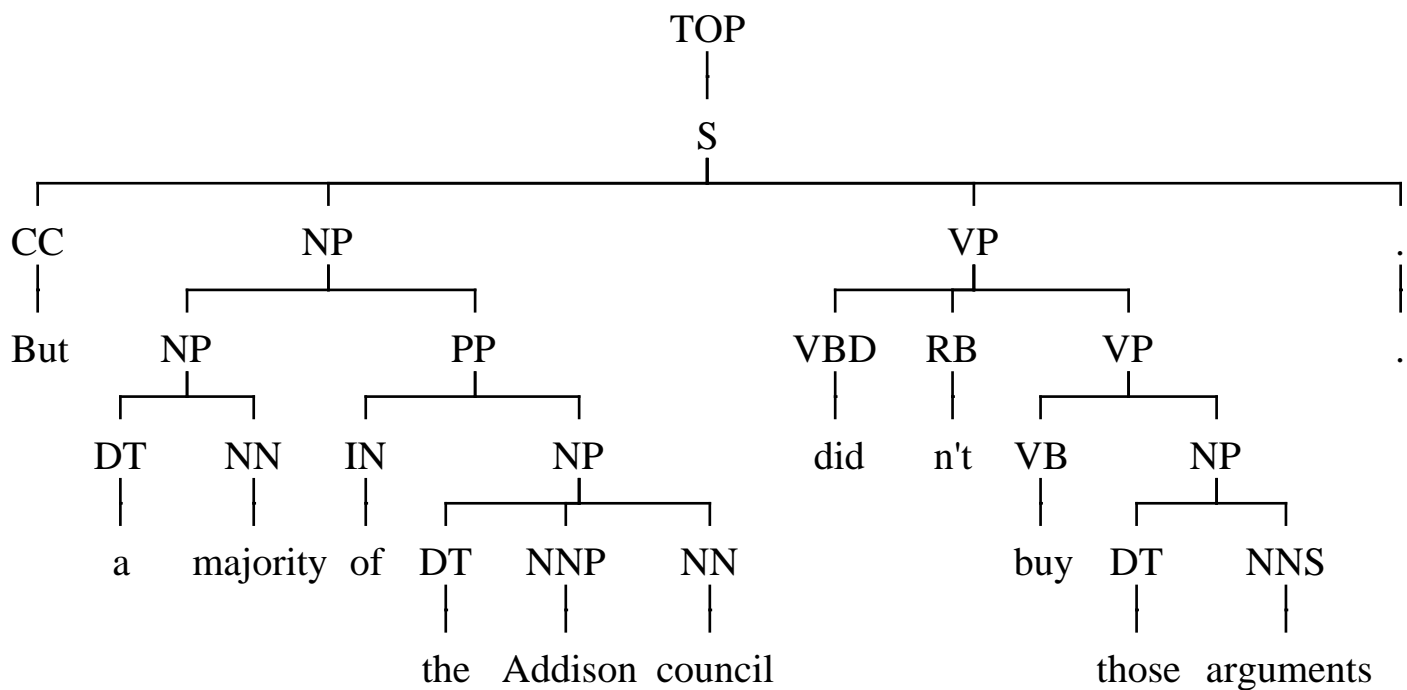 TOP
S
CC NP VP .
But NP PP VBD RB VP .
DT NN IN NP did n't VB NP
a majority of DT NNP NN buy DT NNS
the Addison council those arguments